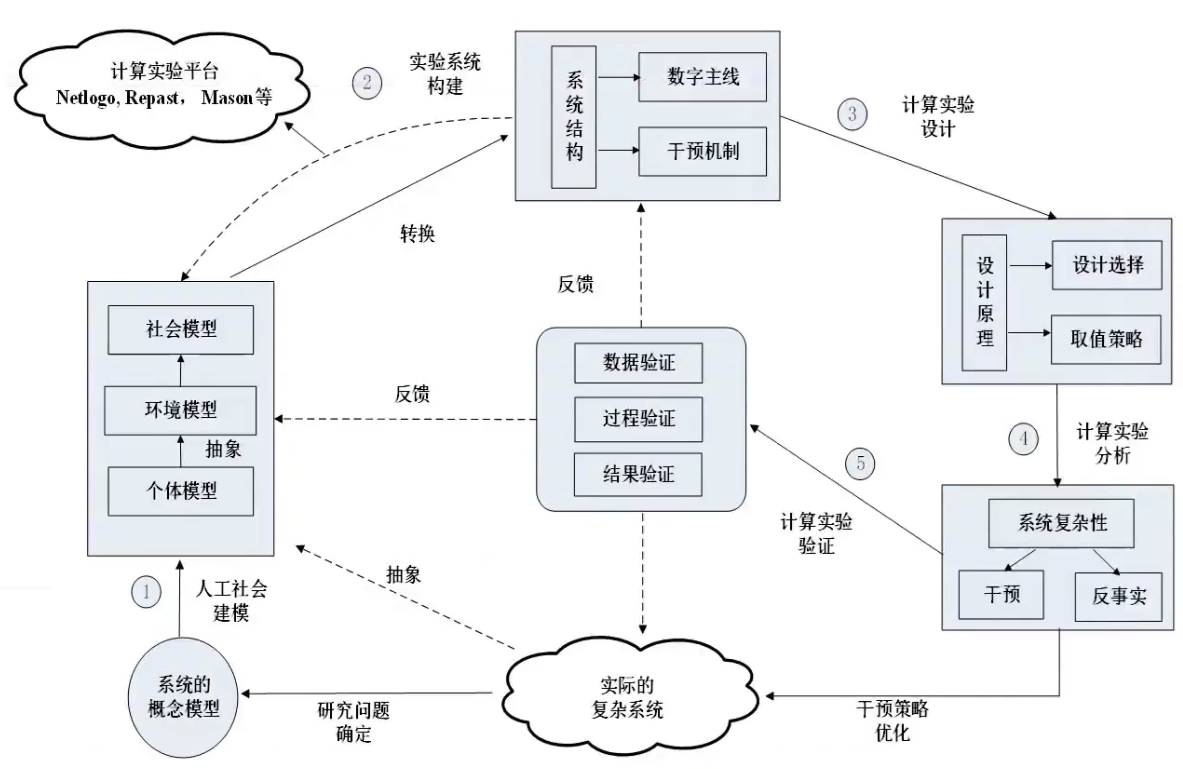 计算实验平台
Netlogo, Repast， Mason等
②
实验系统
构建
系统结构
数字主线
干预机制
③
计算实验
设计
转换
反馈
设计原理
设计选择
取值策略
社会模型
环境模型
抽象
个体模型
反馈
数据验证
过程验证
结果验证
④
计算实验
分析
⑤
计算实验
验证
系统复杂性
干预
反事实
①
人工社会
建模
抽象
系统的
概念模型
研究问题
确定
实际的
复杂系统
干预策略
优化